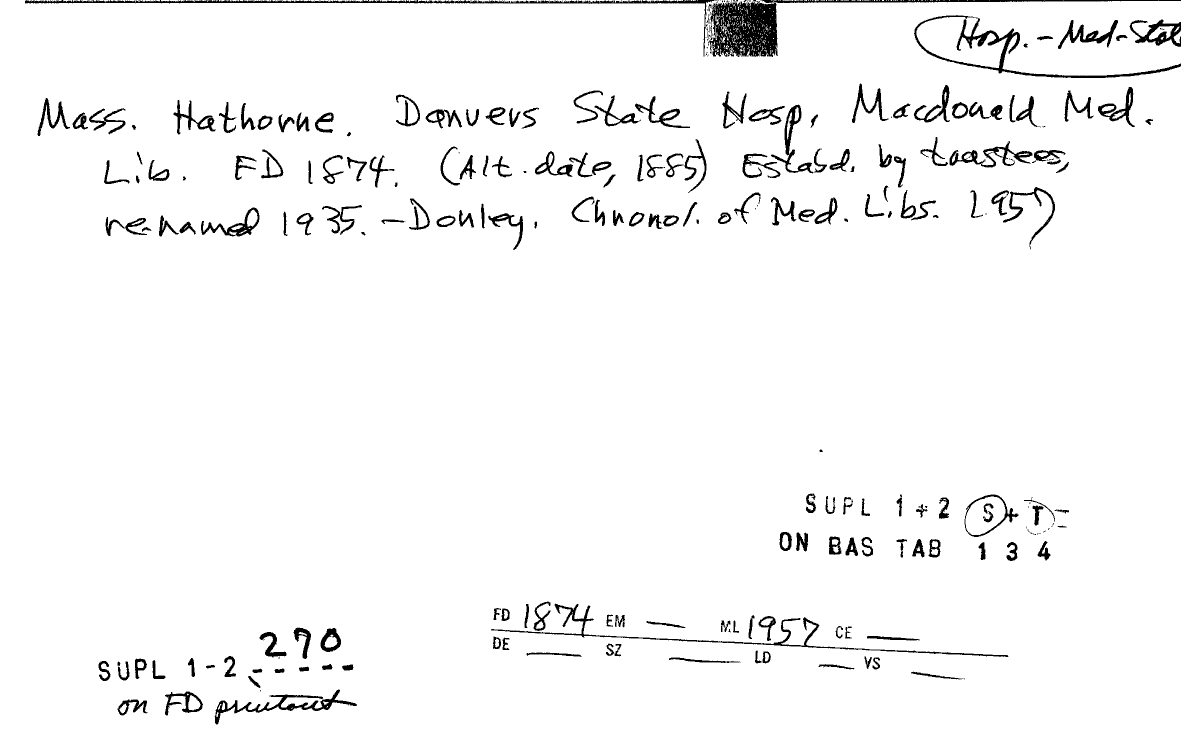 Hosp.-Med-
Mass. Hathorne. Danvers State Hosp. Macdonald Med.
Lib. FD 1874. (Alt. date, 1885) Estabd. by trustees,
renamed 1935. -Donley. Chronol. of Med. Libs. 1957
SUPL 1+2 S+T=
ON BAS TAB 1 3 4
FD 1874 EM — ML 1957 CE —
DE — SZ — LD — VS —
270
SUPL 1-2 -----
on FD printout